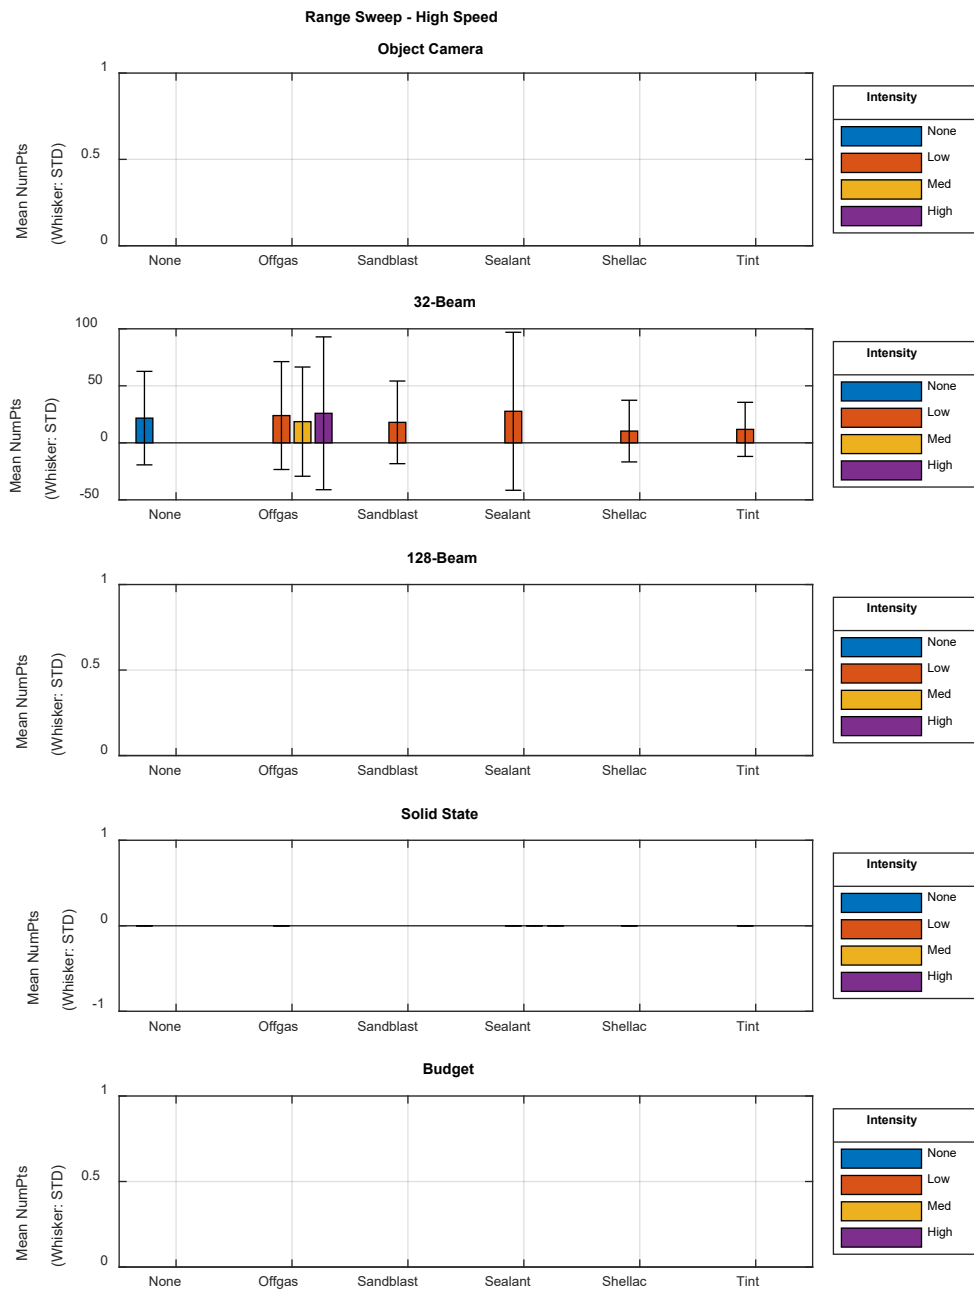 Range Sweep - High Speed
Object Camera
Mean NumPts
(Whisker: STD)
1
0.5
0
None Offgas Sandblast Sealant Shellac Tint
Intensity
None
Low
Med
High
32-Beam
Mean NumPts
(Whisker: STD)
100
50
0
-50
None Offgas Sandblast Sealant Shellac Tint
Intensity
None
Low
Med
High
128-Beam
Mean NumPts
(Whisker: STD)
1
0.5
0
None Offgas Sandblast Sealant Shellac Tint
Intensity
None
Low
Med
High
Solid State
Mean NumPts
(Whisker: STD)
1
0
-1
None Offgas Sandblast Sealant Shellac Tint
Intensity
None
Low
Med
High
Budget
Mean NumPts
(Whisker: STD)
1
0.5
0
None Offgas Sandblast Sealant Shellac Tint
Intensity
None
Low
Med
High